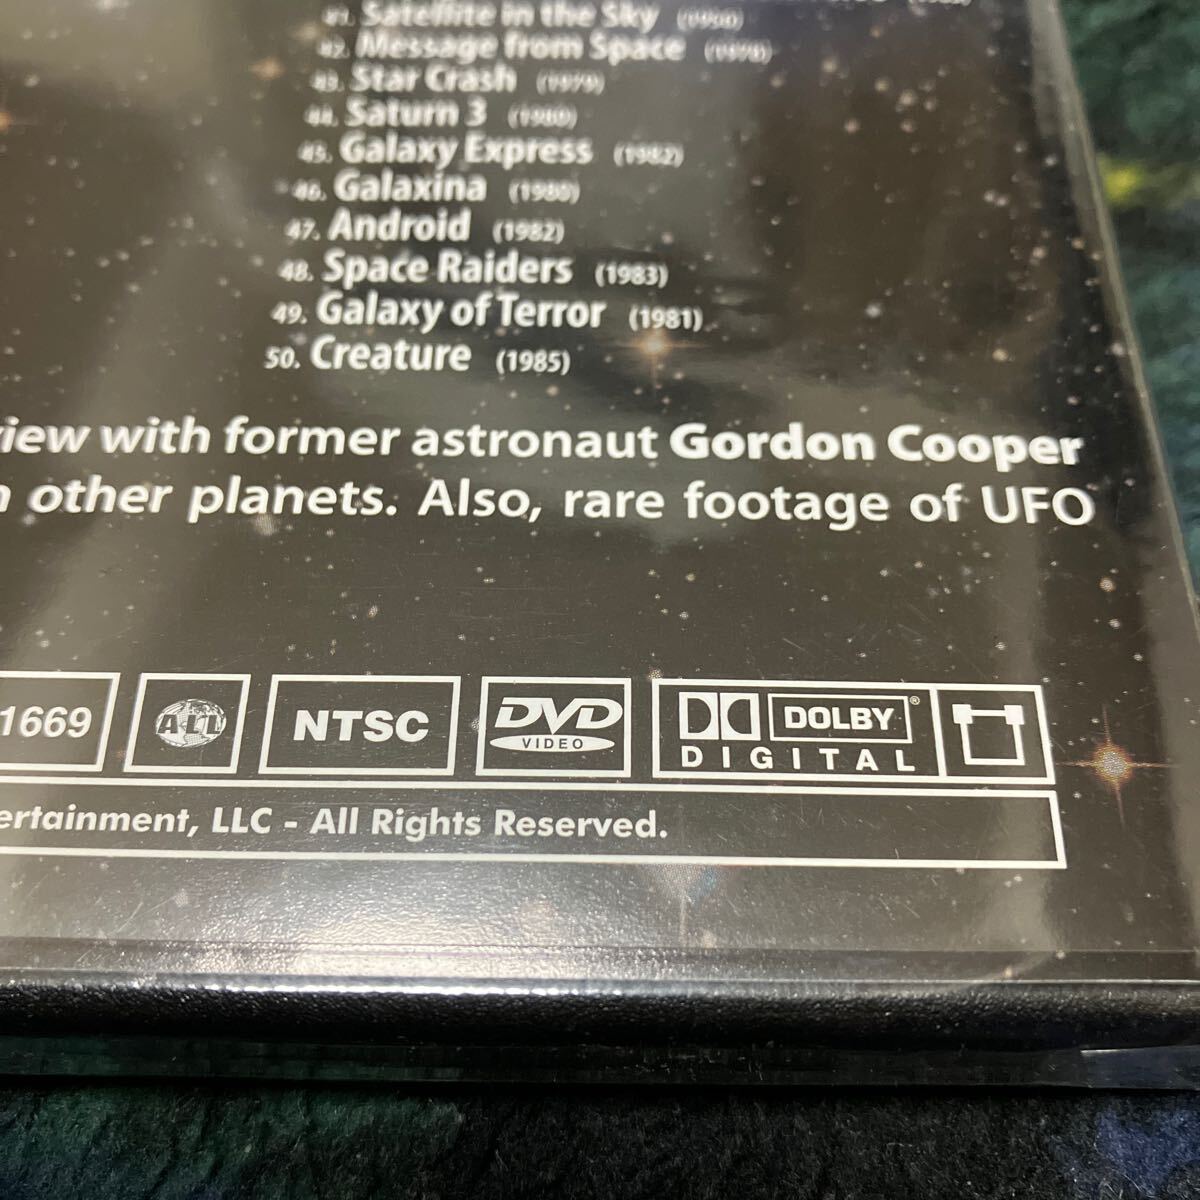 41. Satellite in the Sky
42. Message from Space (1978)
43. Star Crash (1979)
44. Saturn 3 (1980)
45. Galaxy Express (1982)
46. Galaxina (1980)
47. Android (1982)
48. Space Raiders (1983)
49. Galaxy of Terror (1981)
50. Creature (1985)
view with former astronaut Gordon Cooper
n other planets. Also, rare footage of UFO
1669
ALL
NTSC
DVD
VIDEO
DOLBY®
DIGITAL
ertainment, LLC - All Rights Reserved.